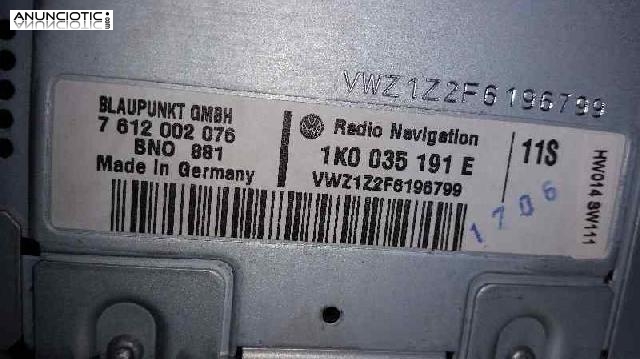 ANUNCIOTIC.com
VWZ1Z2F6196799
BLAUPUNKT GMBH
7 612 002 076
BNO 881
Made in Germany
Radio Navigation
1K0 035 191 E
VWZ1Z2F6196799
11S
HW014 SW111
1706